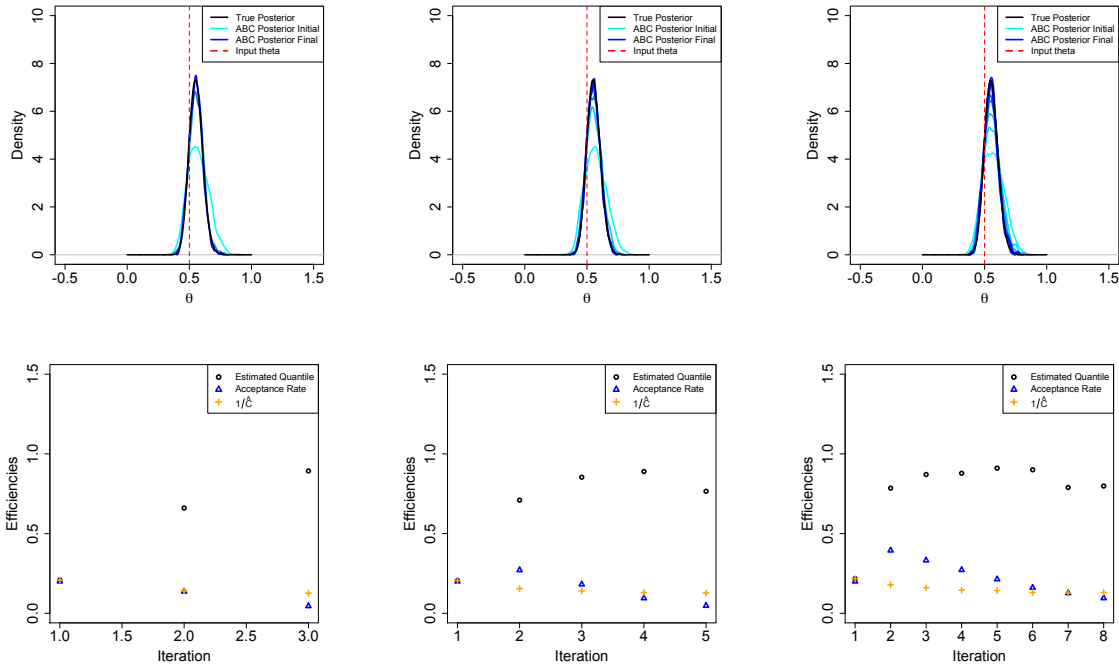 True Posterior
ABC Posterior Initial
ABC Posterior Final
Input theta
Density
0 2 4 6 8 10
-0.5 0.0 0.5 1.0 1.5
θ
True Posterior
ABC Posterior Initial
ABC Posterior Final
Input theta
Density
0 2 4 6 8 10
-0.5 0.0 0.5 1.0 1.5
θ
True Posterior
ABC Posterior Initial
ABC Posterior Final
Input theta
Density
0 2 4 6 8 10
-0.5 0.0 0.5 1.0 1.5
θ
Estimated Quantile
Acceptance Rate
1/Ĉ
Efficiencies
0.0 0.5 1.0 1.5
1.0 1.5 2.0 2.5 3.0
Iteration
Estimated Quantile
Acceptance Rate
1/Ĉ
Efficiencies
0.0 0.5 1.0 1.5
1 2 3 4 5
Iteration
Estimated Quantile
Acceptance Rate
1/Ĉ
Efficiencies
0.0 0.5 1.0 1.5
1 2 3 4 5 6 7 8
Iteration